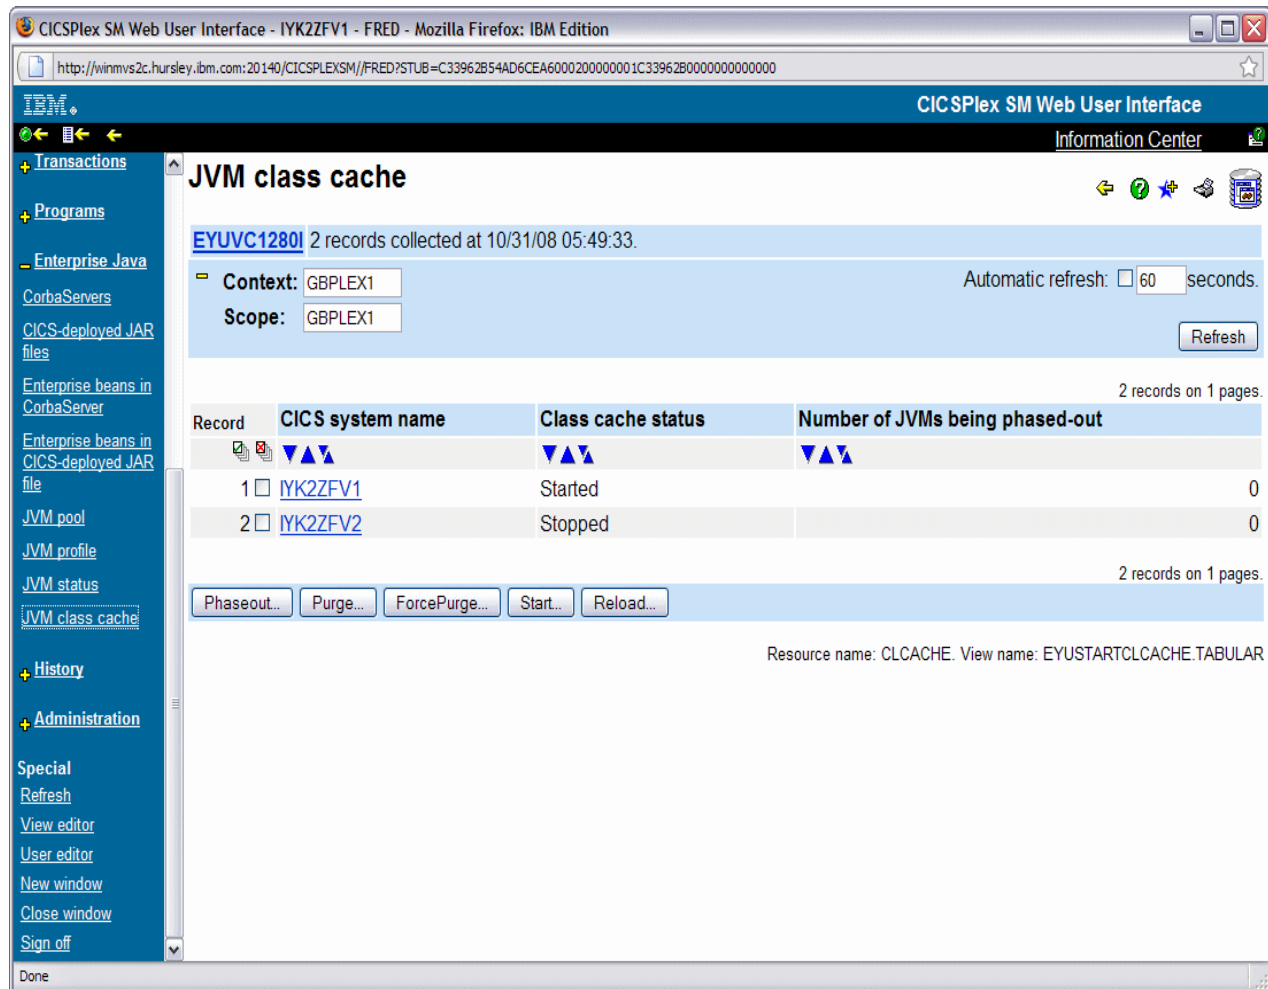 CICSPlex SM Web User Interface - IYK2ZFV1 - FRED - Mozilla Firefox: IBM Edition
http://winmvs2c.hursley.ibm.com:20140/CICSPLEXSM//FRED?STUB=C33962B54AD6CEA6000200000001C33962B0000000000000
IBM.
CICSPlex SM Web User Interface
Information Center
Transactions
Programs
Enterprise Java
CorbaServers
CICS-deployed JAR
files
Enterprise beans in
CorbaServer
Enterprise beans in
CICS-deployed JAR
file
JVM pool
JVM profile
JVM status
JVM class cache
History
Administration
Special
Refresh
View editor
User editor
New window
Close window
Sign off
JVM class cache
EYUVC1280I 2 records collected at 10/31/08 05:49:33.
Context: GBPLEX1
Automatic refresh: 60 seconds.
Scope: GBPLEX1
Refresh
2 records on 1 pages.
Record CICS system name Class cache status Number of JVMs being phased-out
1 IYK2ZFV1 Started 0
2 IYK2ZFV2 Stopped 0
2 records on 1 pages.
Phaseout... Purge... ForcePurge... Start... Reload...
Resource name: CLCACHE. View name: EYUSTARTCLCACHE.TABULAR
Done